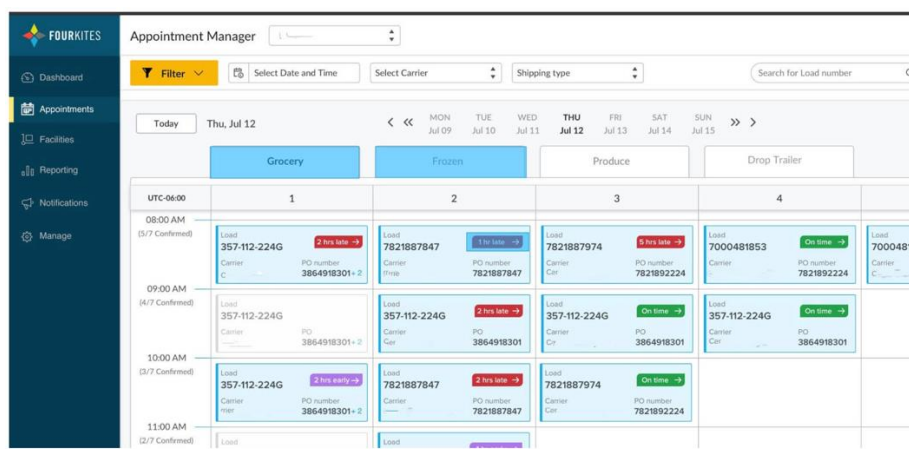 FOURKITES
Appointment Manager
Dashboard
Appointments
Facilities
Reporting
Notifications
Manage
Filter
Select Date and Time
Select Carrier
Shipping type
Search for Load number
Today
Thu, Jul 12
MON TUE WED THU FRI SAT SUN
Jul 09 Jul 10 Jul 11 Jul 12 Jul 13 Jul 14 Jul 15
Grocery Frozen Produce Drop Trailer
UTC-06:00 1 2 3 4
08:00 AM
(5/7 Confirmed)
Load
357-112-224G 2 hrs late →
Carrier PO number
C 3864918301+ 2
Load
7821887847 1 hr late →
Carrier PO number
7821887847
Load
7821887974 5 hrs late →
Carrier PO number
Cer 7821892224
Load
7000481853 On time →
Carrier PO number
7821892224
Load
700048
Carrier
C
09:00 AM
(4/7 Confirmed)
Load
357-112-224G
Carrier PO
3864918301+ 2
Load
357-112-224G 2 hrs late →
Carrier PO
Cer 3864918301
Load
357-112-224G On time →
Carrier PO
3864918301
Load
357-112-224G On time →
Carrier PO
Cer 3864918301
10:00 AM
(3/7 Confirmed)
Load
357-112-224G 2 hrs early →
Carrier PO number
mer 3864918301+ 2
Load
7821887847 2 hrs late →
Carrier PO number
7821887847
Load
7821887974 On time →
Carrier PO number
Cer 7821892224
11:00 AM
(2/7 Confirmed)
Load
Load